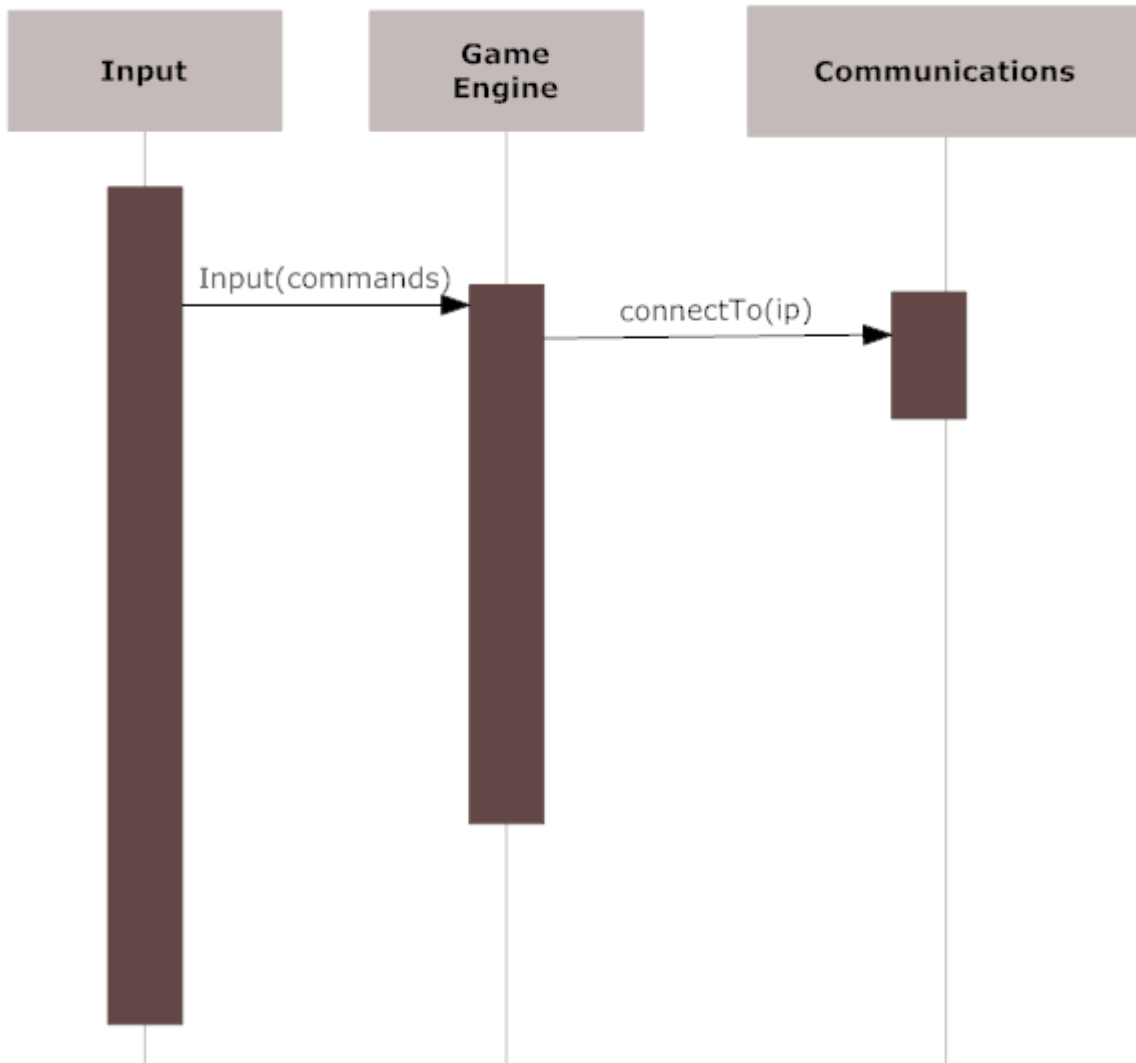 Input
Game
Engine
Communications
Input(commands)
connectTo(ip)